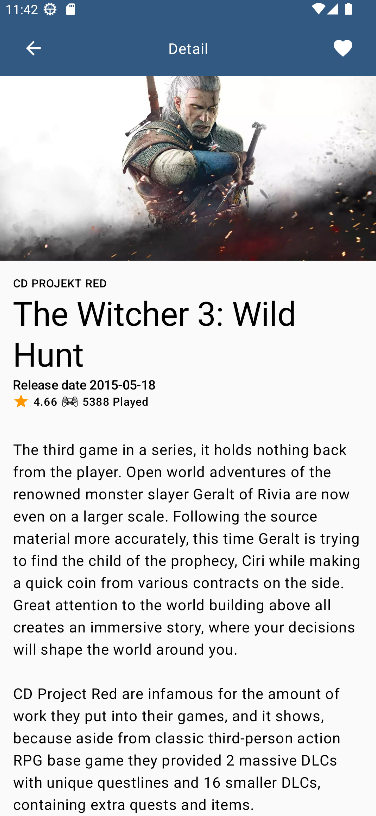 11:42
Detail
CD PROJEKT RED
The Witcher 3: Wild
Hunt
Release date 2015-05-18
4.66 5388 Played
The third game in a series, it holds nothing back
from the player. Open world adventures of the
renowned monster slayer Geralt of Rivia are now
even on a larger scale. Following the source
material more accurately, this time Geralt is trying
to find the child of the prophecy, Ciri while making
a quick coin from various contracts on the side.
Great attention to the world building above all
creates an immersive story, where your decisions
will shape the world around you.
CD Project Red are infamous for the amount of
work they put into their games, and it shows,
because aside from classic third-person action
RPG base game they provided 2 massive DLCs
with unique questlines and 16 smaller DLCs,
containing extra quests and items.